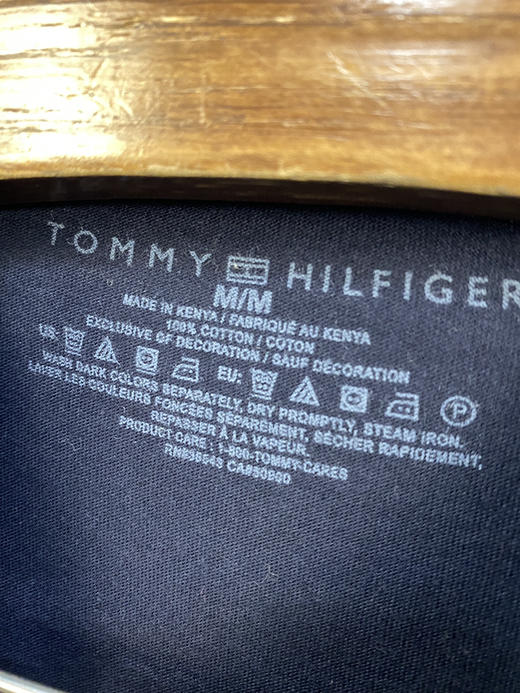 TOMMY HILFIGER
M/M
MADE IN KENYA / FABRIQUÉ AU KENYA
100% COTTON / COTON
EXCLUSIVE OF DECORATION / SAUF DÉCORATION
US: EU: P
WASH DARK COLORS SEPARATELY, DRY PROMPTLY, STEAM IRON.
LAVER LES COULEURS FONCÉES SÉPARÉMENT, SÉCHER RAPIDEMENT,
REPASSER À LA VAPEUR.
PRODUCT CARE : 1-800-TOMMY-CARES